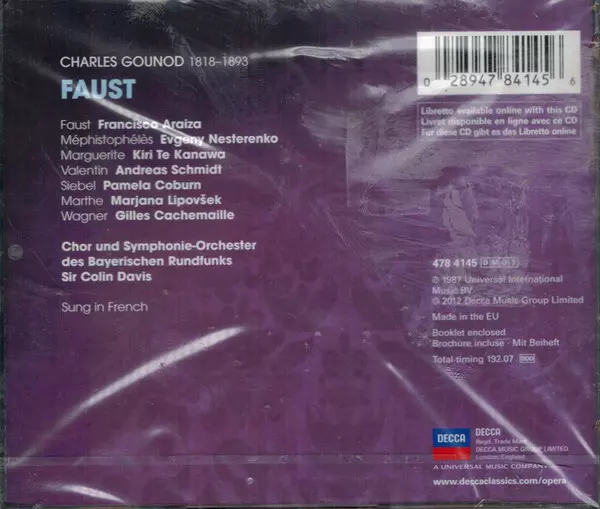 CHARLES GOUNOD 1818–1893
FAUST
Faust Francisco Araiza
Méphistophélès Evgeny Nesterenko
Marguerite Kiri Te Kanawa
Valentin Andreas Schmidt
Siebel Pamela Coburn
Marthe Marjana Lipovšek
Wagner Gilles Cachemaille
Chor und Symphonie-Orchester
des Bayerischen Rundfunks
Sir Colin Davis
Sung in French
0 28947 84145 6
Libretto available online with this CD
Livret disponible en ligne avec ce CD
Für diese CD gibt es das Libretto online
478 4145 DMO3
℗ 1987 Universal International
Music BV
© 2012 Decca Music Group Limited
Made in the EU
Booklet enclosed
Brochure incluse · Mit Beiheft
Total timing 192.07 DDD
DECCA
DECCA
Regd. Trade Mark
DECCA MUSIC GROUP LIMITED
London, England
A UNIVERSAL MUSIC COMPANY
www.deccaclassics.com/opera